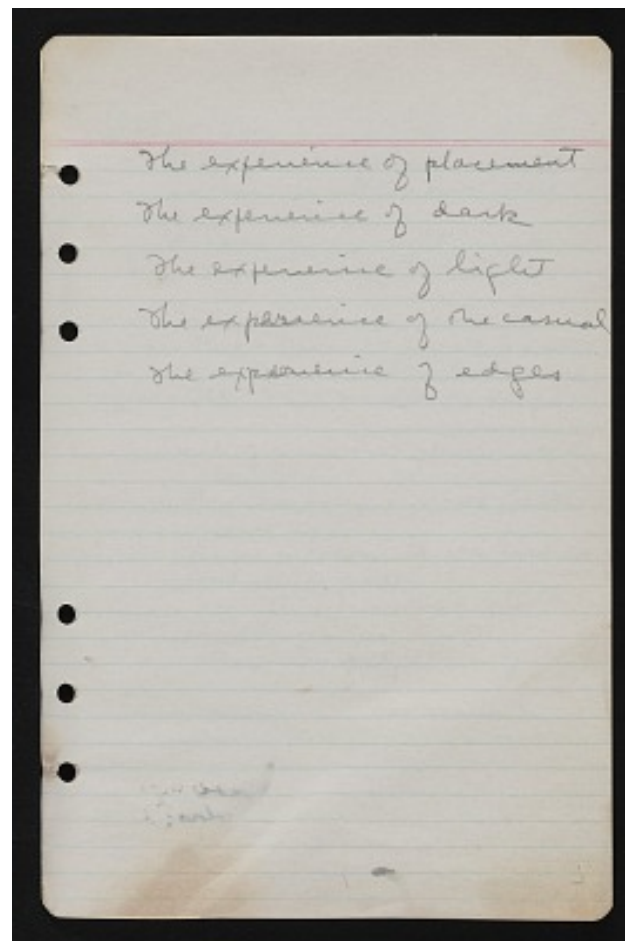 The experience of placement
The experience of dark
The experience of light
The experience of the casual
The experience of edges